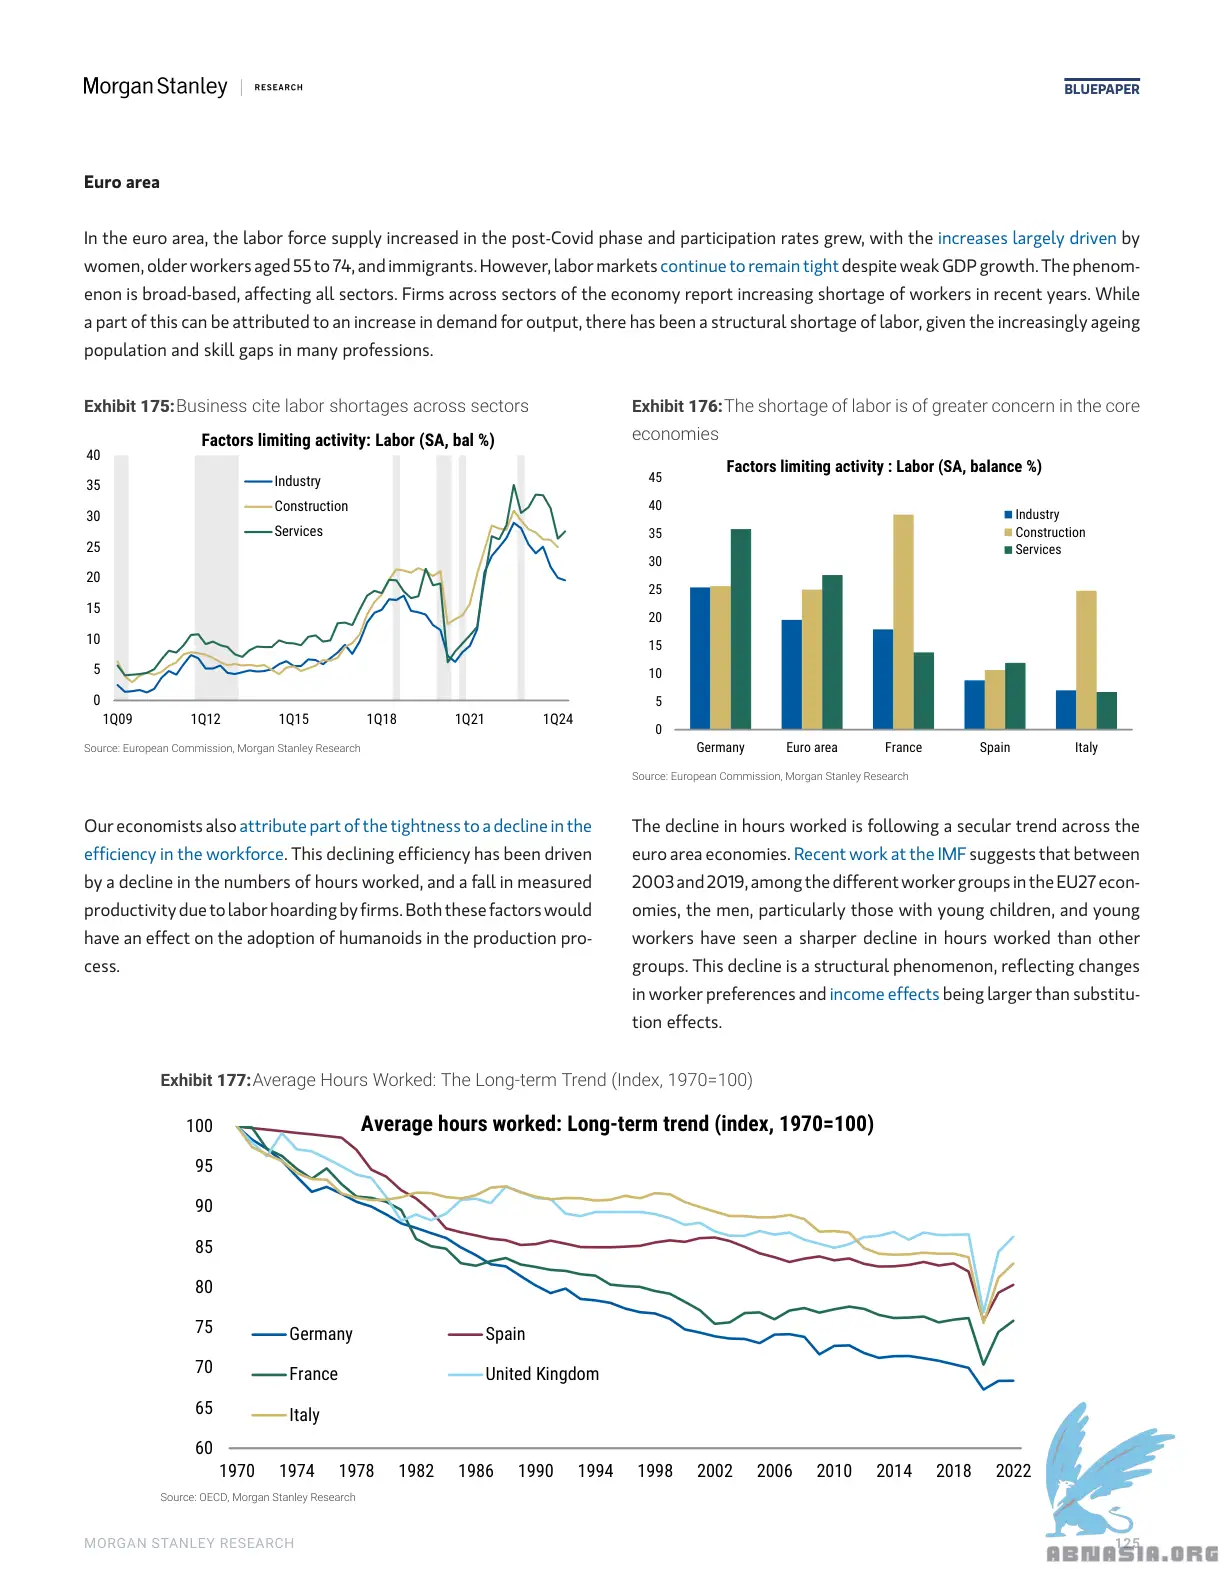 Morgan Stanley | RESEARCH
BLUEPAPER
Euro area
In the euro area, the labor force supply increased in the post-Covid phase and participation rates grew, with the increases largely driven by
women, older workers aged 55 to 74, and immigrants. However, labor markets continue to remain tight despite weak GDP growth. The phenom-
enon is broad-based, affecting all sectors. Firms across sectors of the economy report increasing shortage of workers in recent years. While
a part of this can be attributed to an increase in demand for output, there has been a structural shortage of labor, given the increasingly ageing
population and skill gaps in many professions.
Exhibit 175: Business cite labor shortages across sectors
Factors limiting activity: Labor (SA, bal %)
40
35
30
25
20
15
10
5
0
Industry
Construction
Services
1Q09 1Q12 1Q15 1Q18 1Q21 1Q24
Source: European Commission, Morgan Stanley Research
Exhibit 176: The shortage of labor is of greater concern in the core
economies
Factors limiting activity : Labor (SA, balance %)
45
40
35
30
25
20
15
10
5
0
Industry
Construction
Services
Germany Euro area France Spain Italy
Source: European Commission, Morgan Stanley Research
Our economists also attribute part of the tightness to a decline in the
efficiency in the workforce. This declining efficiency has been driven
by a decline in the numbers of hours worked, and a fall in measured
productivity due to labor hoarding by firms. Both these factors would
have an effect on the adoption of humanoids in the production pro-
cess.
The decline in hours worked is following a secular trend across the
euro area economies. Recent work at the IMF suggests that between
2003 and 2019, among the different worker groups in the EU27 econ-
omies, the men, particularly those with young children, and young
workers have seen a sharper decline in hours worked than other
groups. This decline is a structural phenomenon, reflecting changes
in worker preferences and income effects being larger than substitu-
tion effects.
Exhibit 177: Average Hours Worked: The Long-term Trend (Index, 1970=100)
Average hours worked: Long-term trend (index, 1970=100)
100
95
90
85
80
75
70
65
60
Germany
Spain
France
United Kingdom
Italy
1970 1974 1978 1982 1986 1990 1994 1998 2002 2006 2010 2014 2018 2022
Source: OECD, Morgan Stanley Research
MORGAN STANLEY RESEARCH
125
ABNASIA.ORG